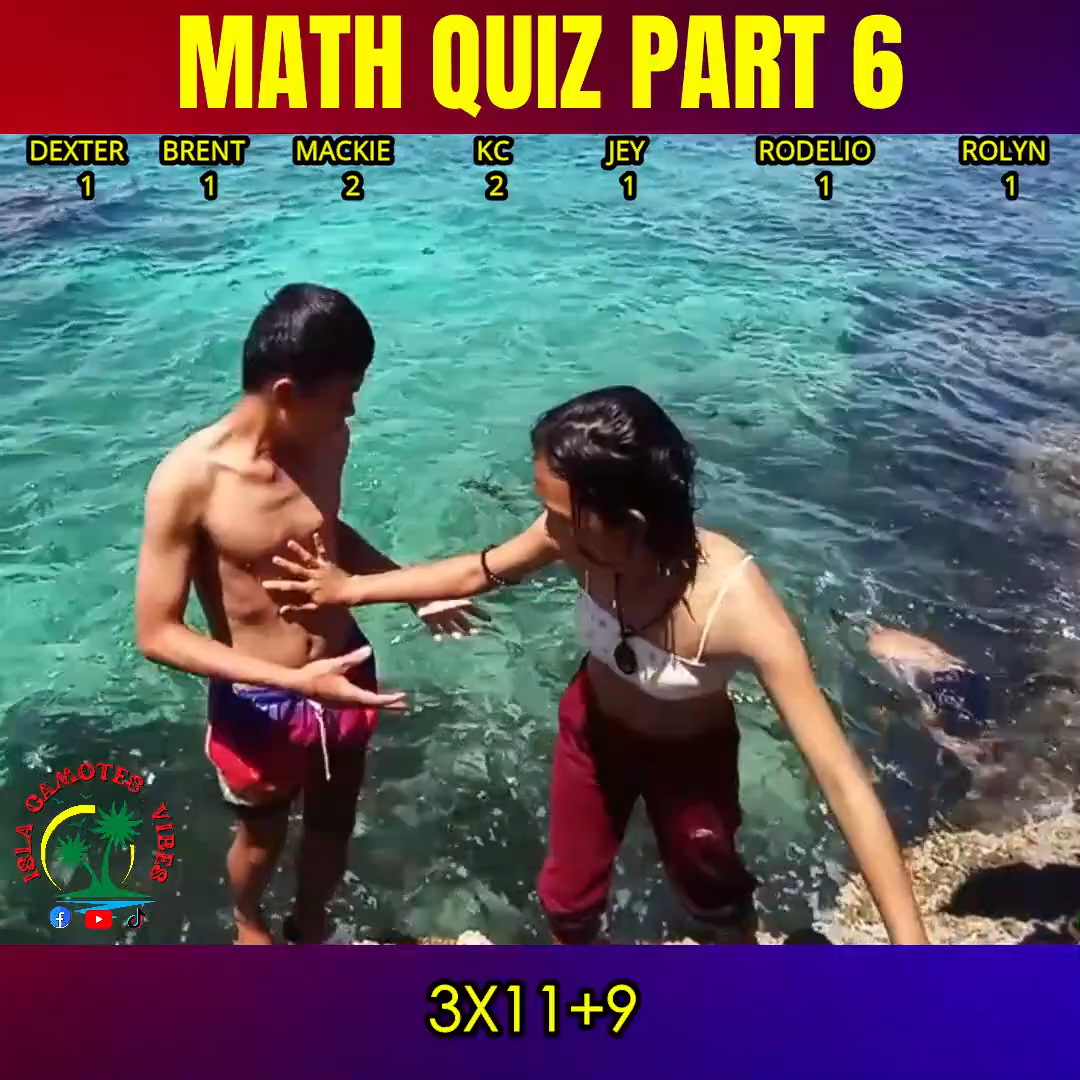 MATH QUIZ PART 6
DEXTER BRENT MACKIE KC JEY RODELIO ROLYN
1 1 2 2 1 1 1
ISLA CAMOTES VIBES
3X11+9